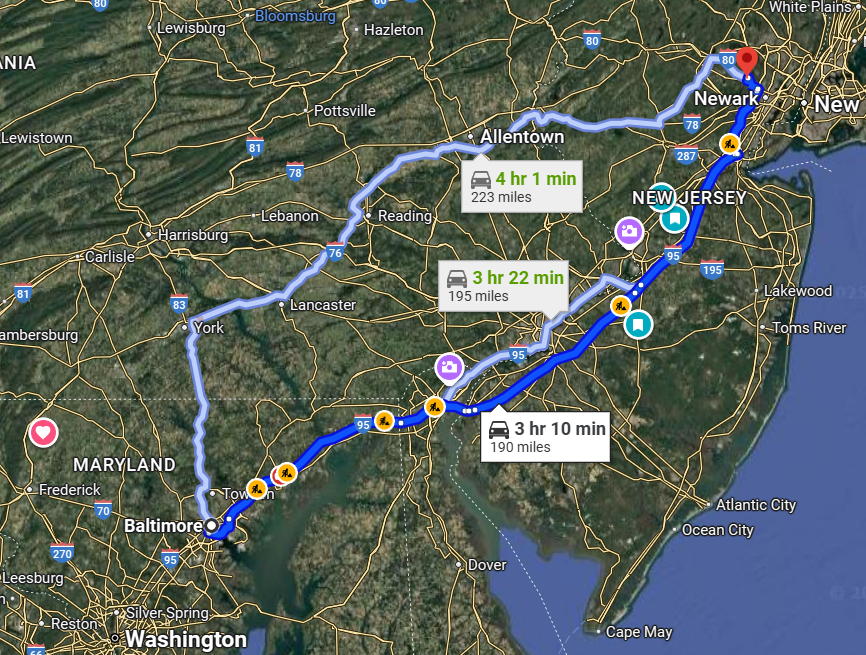 80
White Plains
Lewisburg
Bloomsburg
80
Hazleton
80
80
ANIA
Newark
New
Pottsville
78
Lewistown
81
Allentown
287
78
4 hr 1 min
223 miles
NEW JERSEY
Lebanon
Reading
Harrisburg
Carlisle
76
95
195
3 hr 22 min
195 miles
81
83
Lancaster
Lakewood
York
Toms River
ambersburg
95
95
3 hr 10 min
190 miles
MARYLAND
Frederick
70
Atlantic City
Baltimore
Ocean City
270
95
Leesburg
Dover
Silver Spring
Reston
Washington
Cape May
66